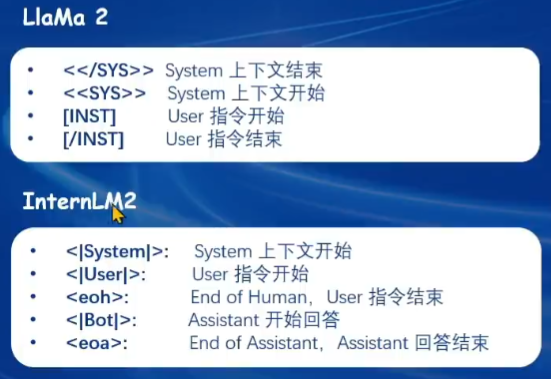 LlaMa 2
• <</SYS>> System 上下文结束
• <<SYS>> System 上下文开始
• [INST] User 指令开始
• [/INST] User 指令结束
InternLM2
• <|System|>: System 上下文开始
• <|User|>: User 指令开始
• <eoh>: End of Human，User 指令结束
• <|Bot|>: Assistant 开始回答
• <eoa>: End of Assistant，Assistant 回答结束